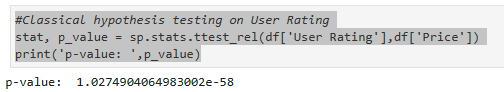 #Classical hypothesis testing on User Rating
stat, p_value = sp.stats.ttest_rel(df['User Rating'],df['Price'])
print('p-value: ',p_value)
p-value:  1.0274904064983002e-58